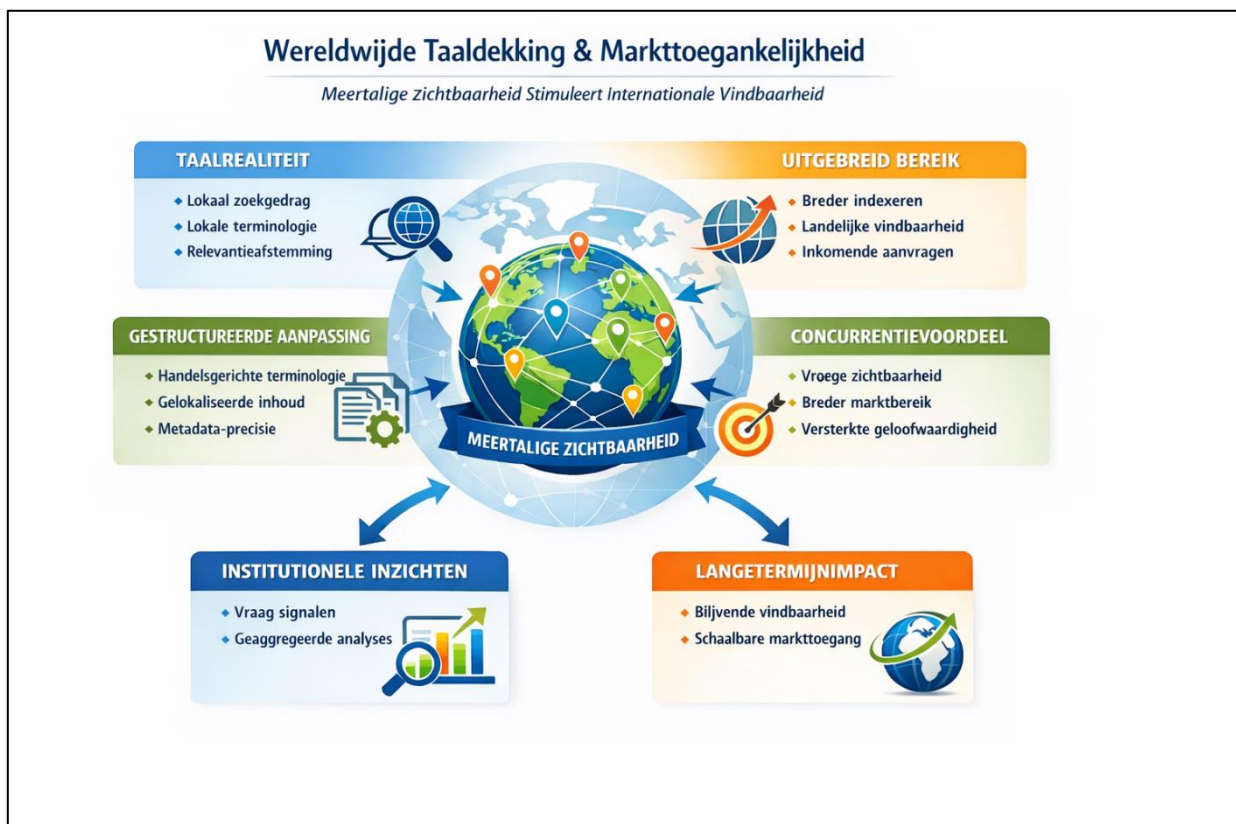 Wereldwijde Taaldekking & Markttoegankelijkheid
Meertalige zichtbaarheid Stimuleert Internationale Vindbaarheid
TAALREALITEIT
Lokaal zoekgedrag
Lokale terminologie
Relevantieafstemming
UITGEBREID BEREIK
Breder indexeren
Landelijke vindbaarheid
Inkomende aanvragen
GESTRUCTUREERDE AANPASSING
Handelsgerichte terminologie
Gelokaliseerde inhoud
Metadata-precisie
CONCURRENTIEVOORDEEL
Vroege zichtbaarheid
Breder marktbereik
Versterkte geloofwaardigheid
MEERTALIGE ZICHTBAARHEID
INSTITUTIONELE INZICHTEN
Vraag signalen
Geaggregeerde analyses
LANGETERMIJNIMPACT
Biljvende vindbaarheid
Schaalbare markttoegang